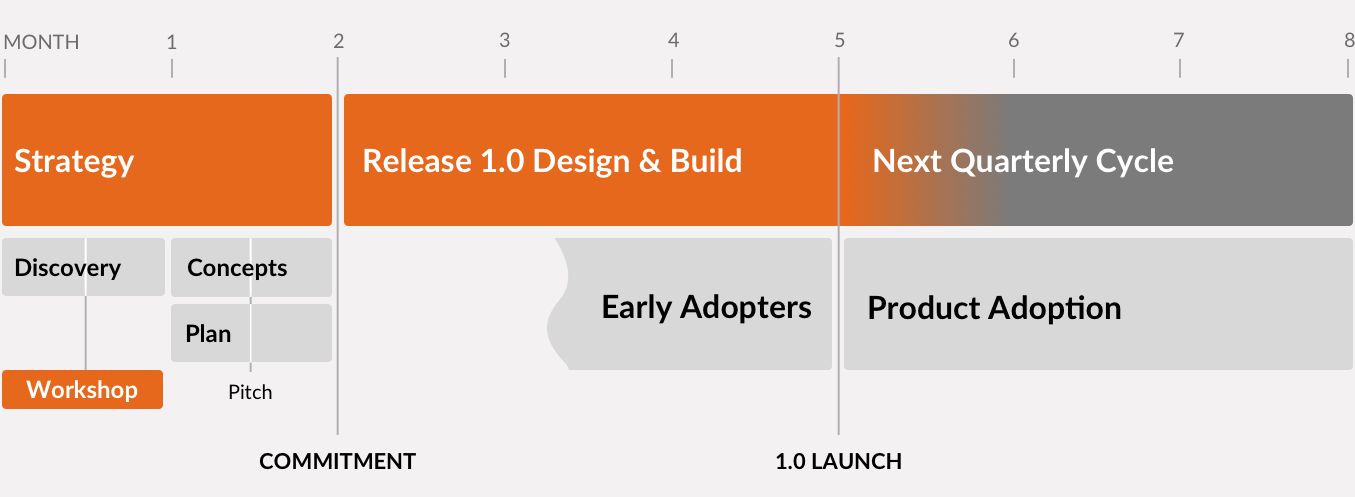 MONTH 1 2 3 4 5 6 7 8
Strategy
Release 1.0 Design & Build
Next Quarterly Cycle
Discovery
Concepts
Plan
Workshop
Pitch
Early Adopters
Product Adoption
COMMITMENT
1.0 LAUNCH